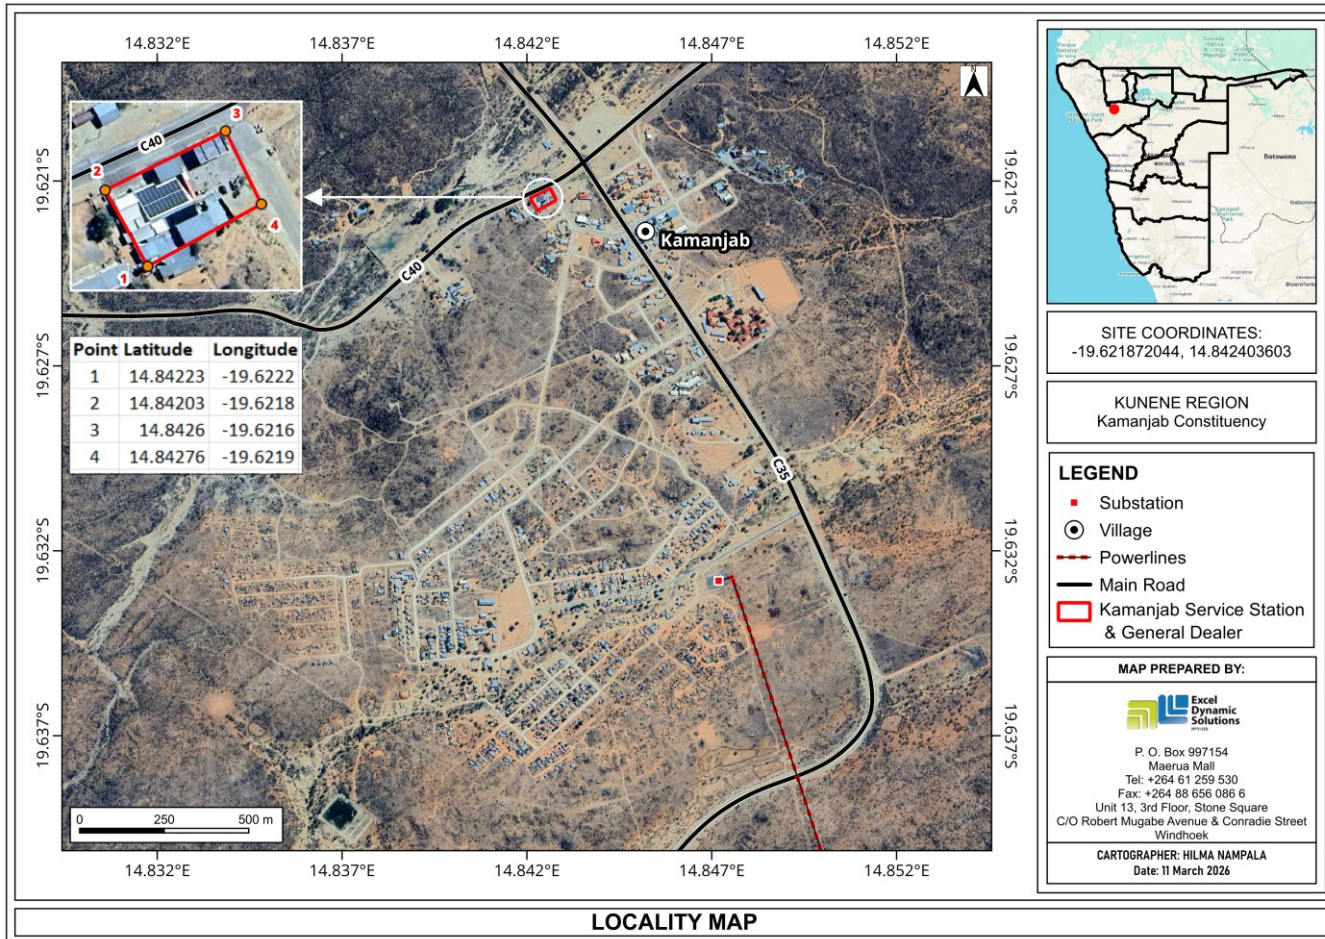 14.832°E 14.837°E 14.842°E 14.847°E 14.852°E
N
19.621°S
19.627°S
19.632°S
19.637°S
C40
1
2
3
4
C40
C35
Kamanjab
Point Latitude Longitude
1 14.84223 -19.6222
2 14.84203 -19.6218
3 14.8426 -19.6216
4 14.84276 -19.6219
0 250 500 m
19.621°S
19.627°S
19.632°S
19.637°S
14.832°E 14.837°E 14.842°E 14.847°E 14.852°E
Botswana
SITE COORDINATES:
-19.621872044, 14.842403603
KUNENE REGION
Kamanjab Constituency
LEGEND
Substation
Village
Powerlines
Main Road
Kamanjab Service Station
& General Dealer
MAP PREPARED BY:
Excel
Dynamic
Solutions
P. O. Box 997154
Maerua Mall
Tel: +264 61 259 530
Fax: +264 88 656 086 6
Unit 13, 3rd Floor, Stone Square
C/O Robert Mugabe Avenue & Conradie Street
Windhoek
CARTOGRAPHER: HILMA NAMPALA
Date: 11 March 2026
LOCALITY MAP